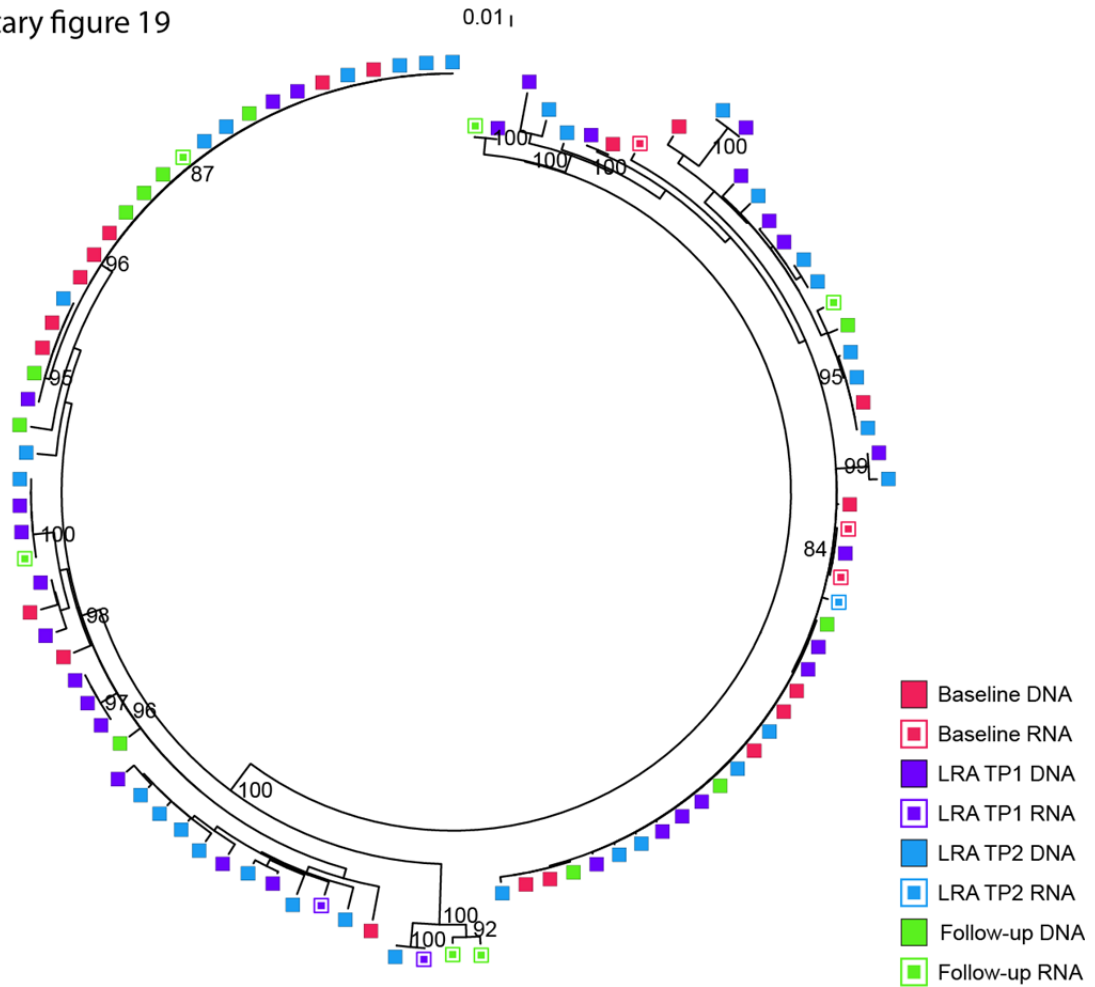 tary figure 19
0.01
100
100
100
100
87
96
95
95
99
100
84
98
97
96
100
100
92
100
Baseline DNA
Baseline RNA
LRA TP1 DNA
LRA TP1 RNA
LRA TP2 DNA
LRA TP2 RNA
Follow-up DNA
Follow-up RNA